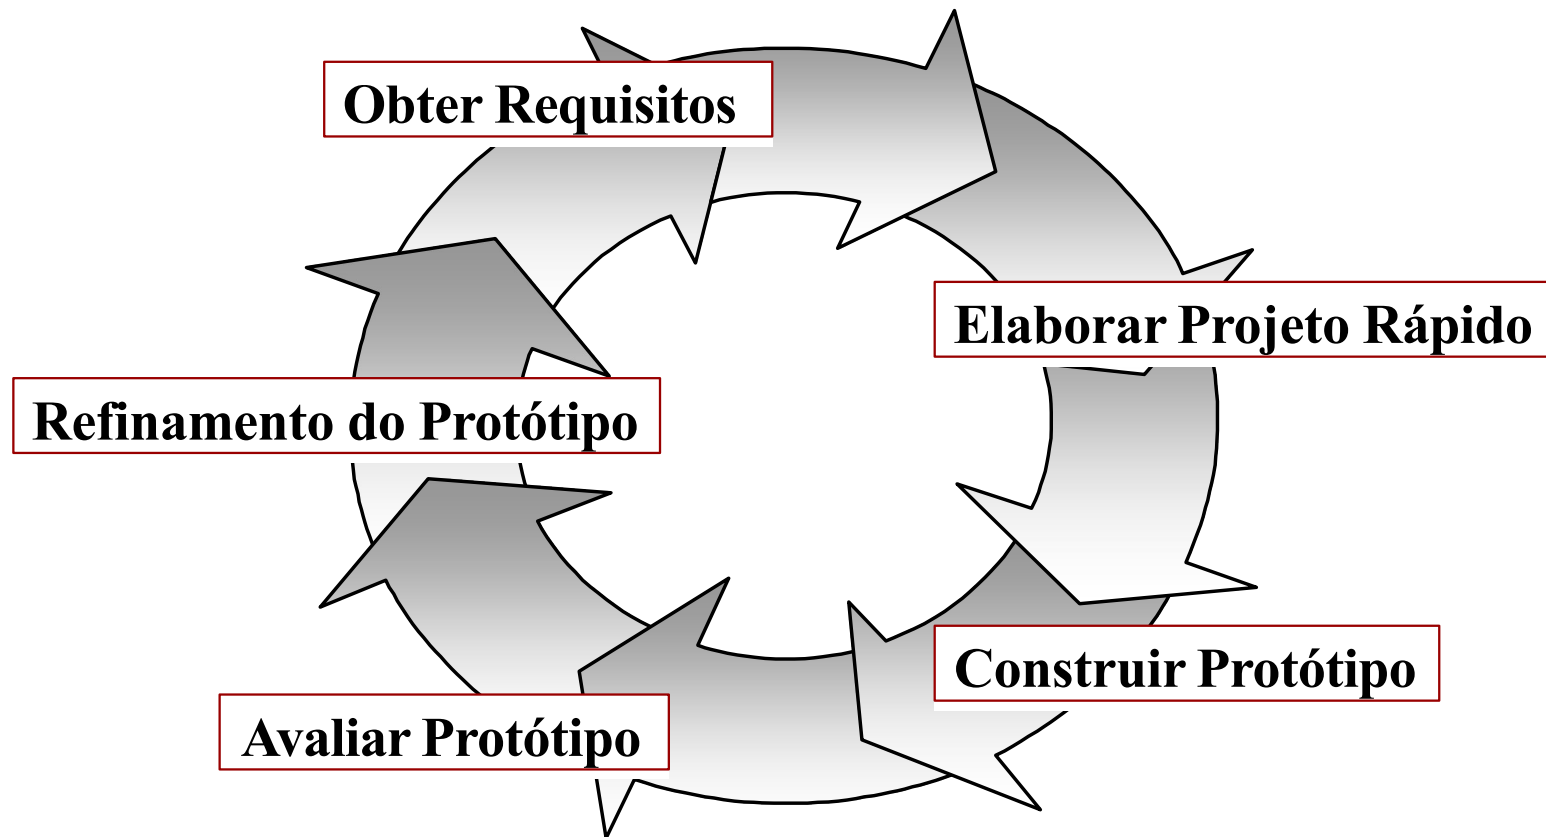 Obter Requisitos
Elaborar Projeto Rápido
Refinamento do Protótipo
Construir Protótipo
Avaliar Protótipo